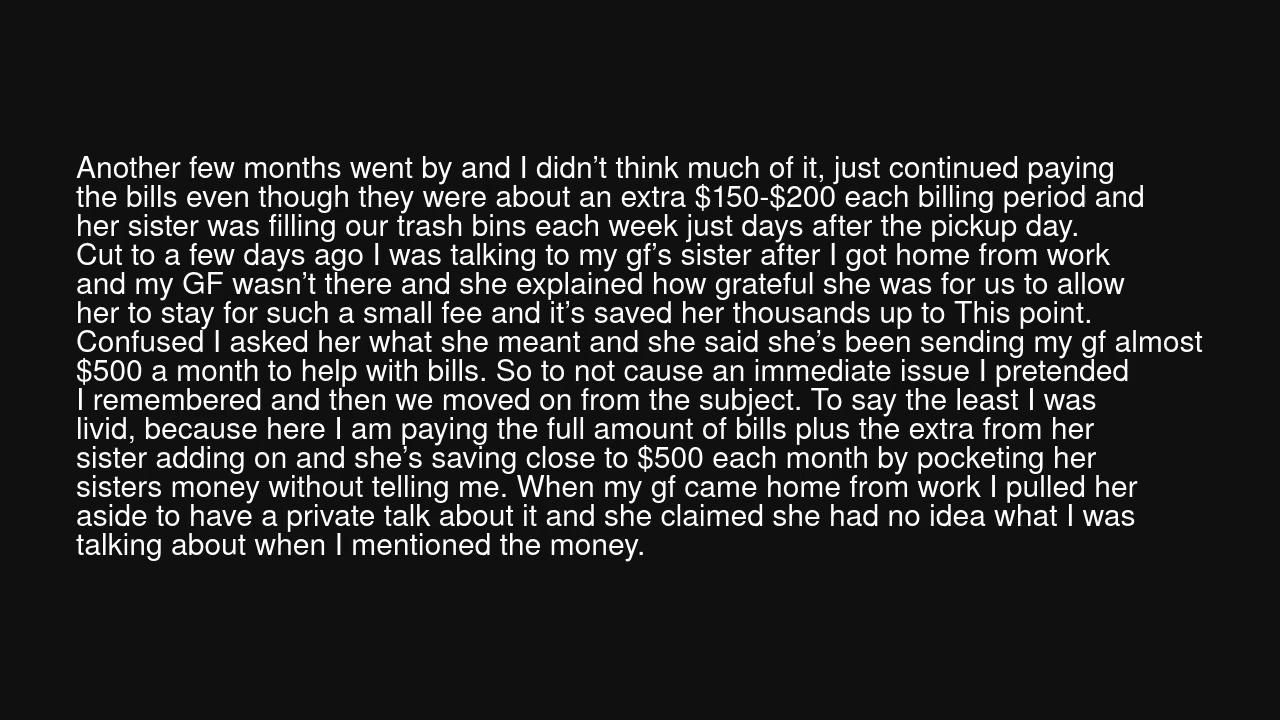 Another few months went by and I didn’t think much of it, just continued paying
the bills even though they were about an extra $150-$200 each billing period and
her sister was filling our trash bins each week just days after the pickup day.
Cut to a few days ago I was talking to my gf’s sister after I got home from work
and my GF wasn’t there and she explained how grateful she was for us to allow
her to stay for such a small fee and it’s saved her thousands up to This point.
Confused I asked her what she meant and she said she’s been sending my gf almost
$500 a month to help with bills. So to not cause an immediate issue I pretended
I remembered and then we moved on from the subject. To say the least I was
livid, because here I am paying the full amount of bills plus the extra from her
sister adding on and she’s saving close to $500 each month by pocketing her
sisters money without telling me. When my gf came home from work I pulled her
aside to have a private talk about it and she claimed she had no idea what I was
talking about when I mentioned the money.